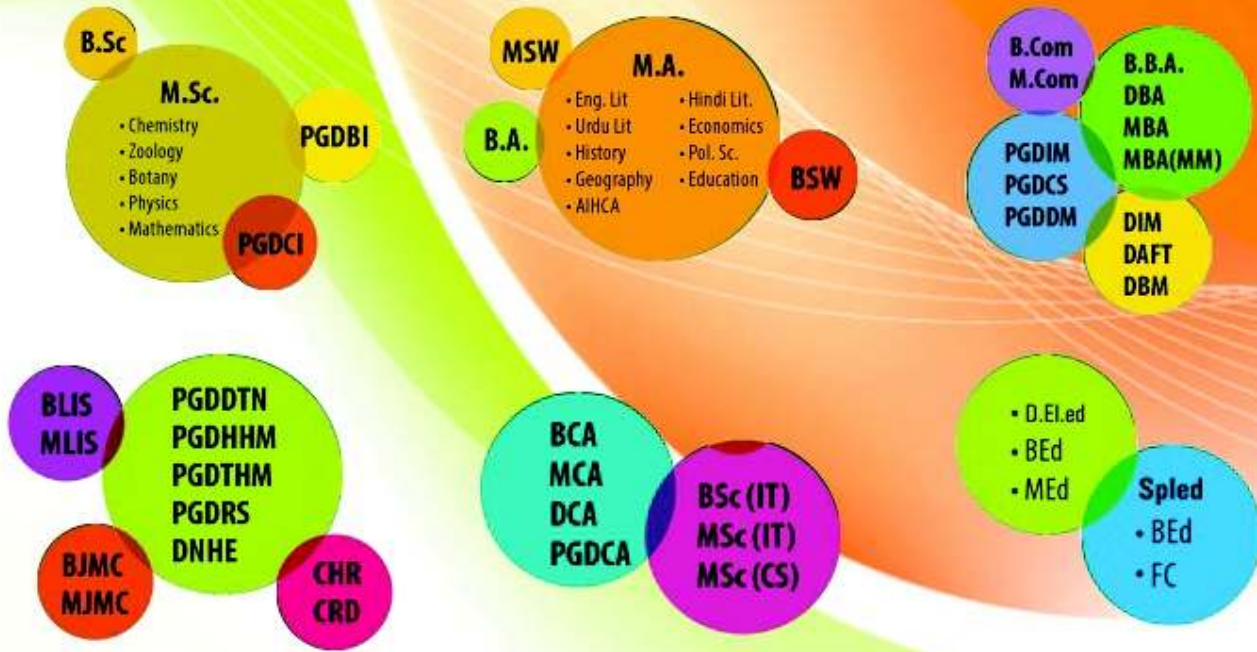 B.Sc
M.Sc.
• Chemistry
• Zoology
• Botany
• Physics
• Mathematics
PGDBI
PGDCI
MSW
B.A.
M.A.
• Eng. Lit
• Urdu Lit
• History
• Geography
• AIHCA
• Hindi Lit.
• Economics
• Pol. Sc.
• Education
BSW
B.Com
M.Com
B.B.A.
DBA
MBA
MBA(MM)
PGDIM
PGDCS
PGDDM
DIM
DAFT
DBM
BLIS
MLIS
PGDDTN
PGDHHM
PGDTHM
PGDRS
DNHE
BJMC
MJMC
CHR
CRD
BCA
MCA
DCA
PGDCA
BSc (IT)
MSc (IT)
MSc (CS)
• D.El.ed
• BEd
• MEd
Spled
• BEd
• FC